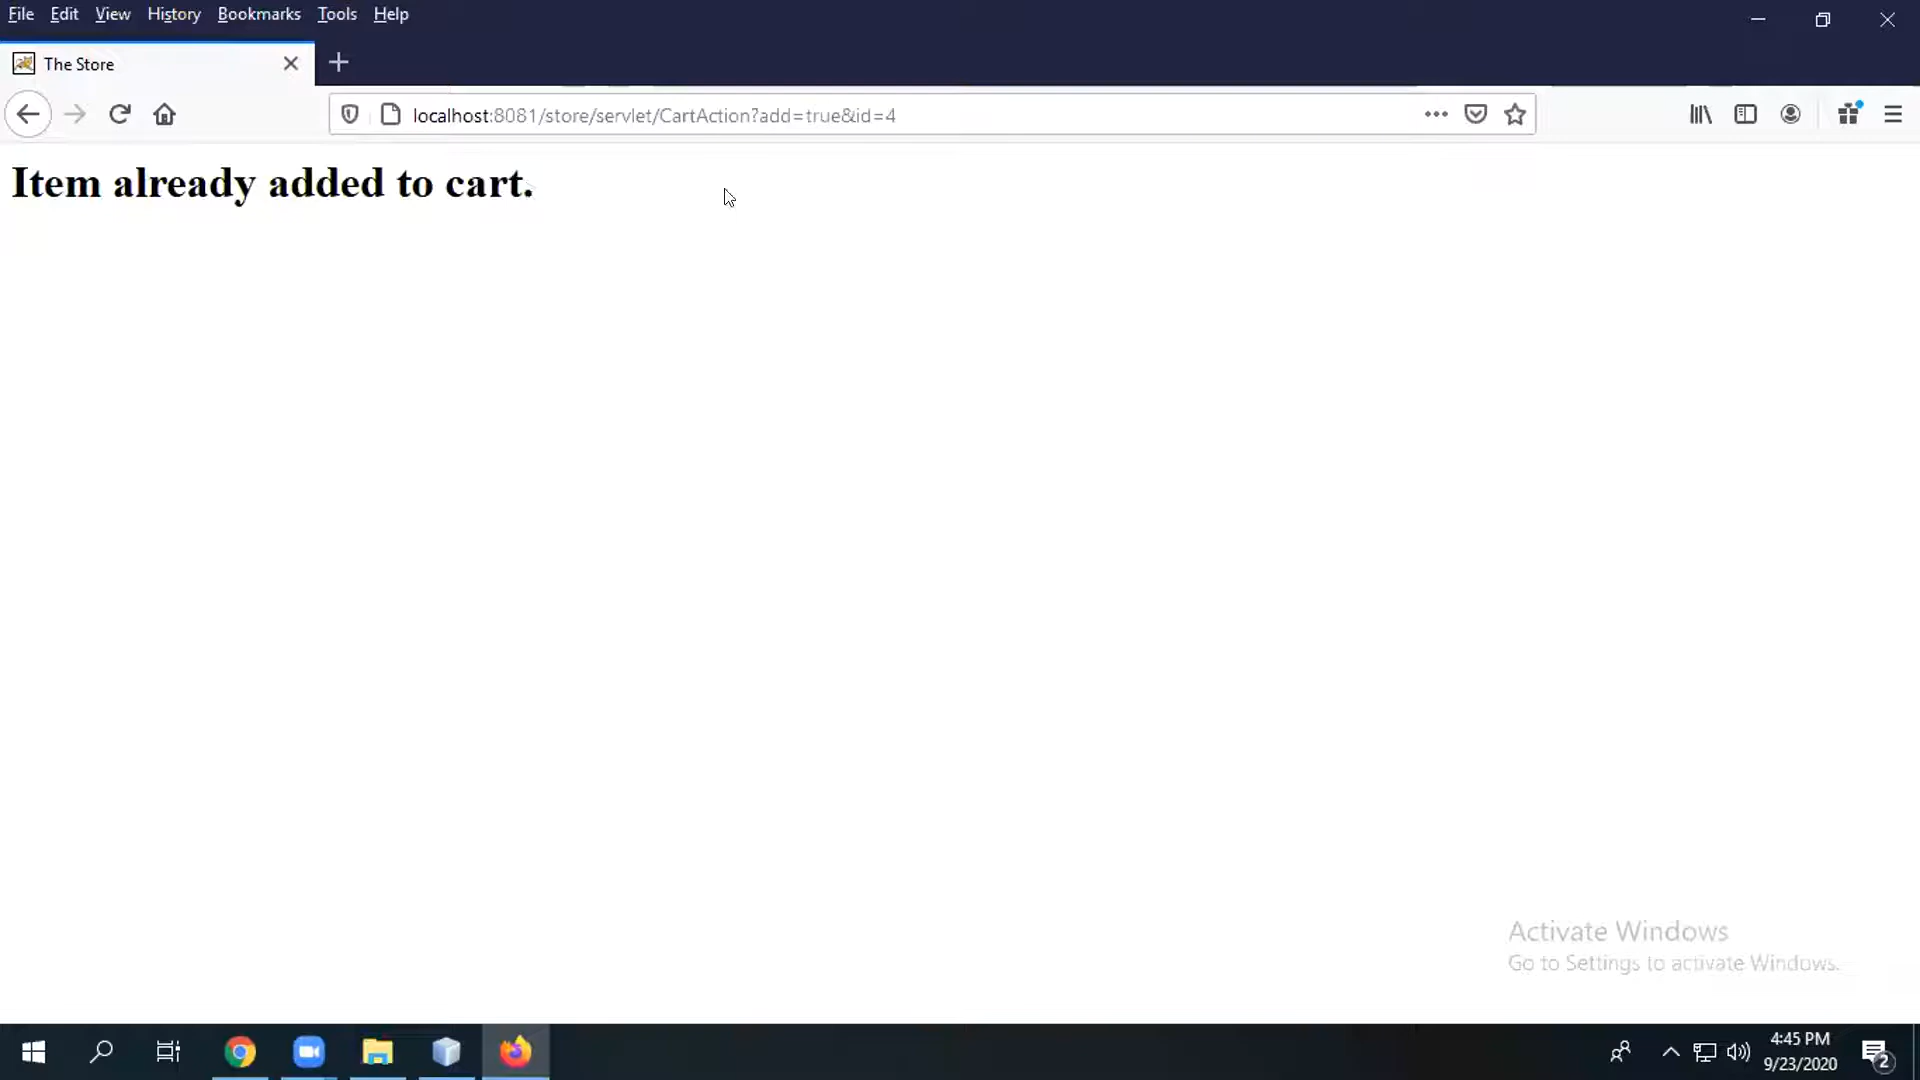 File Edit View History Bookmarks Tools Help
The Store
localhost:8081/store/servlet/CartAction?add=true&id=4
Item already added to cart.
Activate Windows
Go to Settings to activate Windows.
4:45 PM
9/23/2020
2